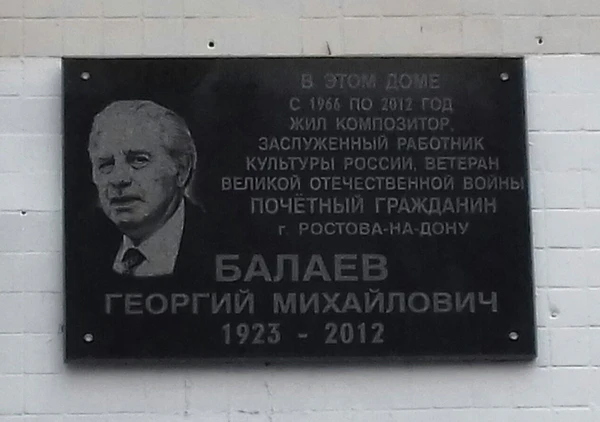 В ЭТОМ ДОМЕ
С 1966 ПО 2012 ГОД
ЖИЛ КОМПОЗИТОР,
ЗАСЛУЖЕННЫЙ РАБОТНИК
КУЛЬТУРЫ РОССИИ, ВЕТЕРАН
ВЕЛИКОЙ ОТЕЧЕСТВЕННОЙ ВОЙНЫ
ПОЧЁТНЫЙ ГРАЖДАНИН
г. РОСТОВА-НА-ДОНУ
БАЛАЕВ
ГЕОРГИЙ МИХАЙЛОВИЧ
1923 - 2012